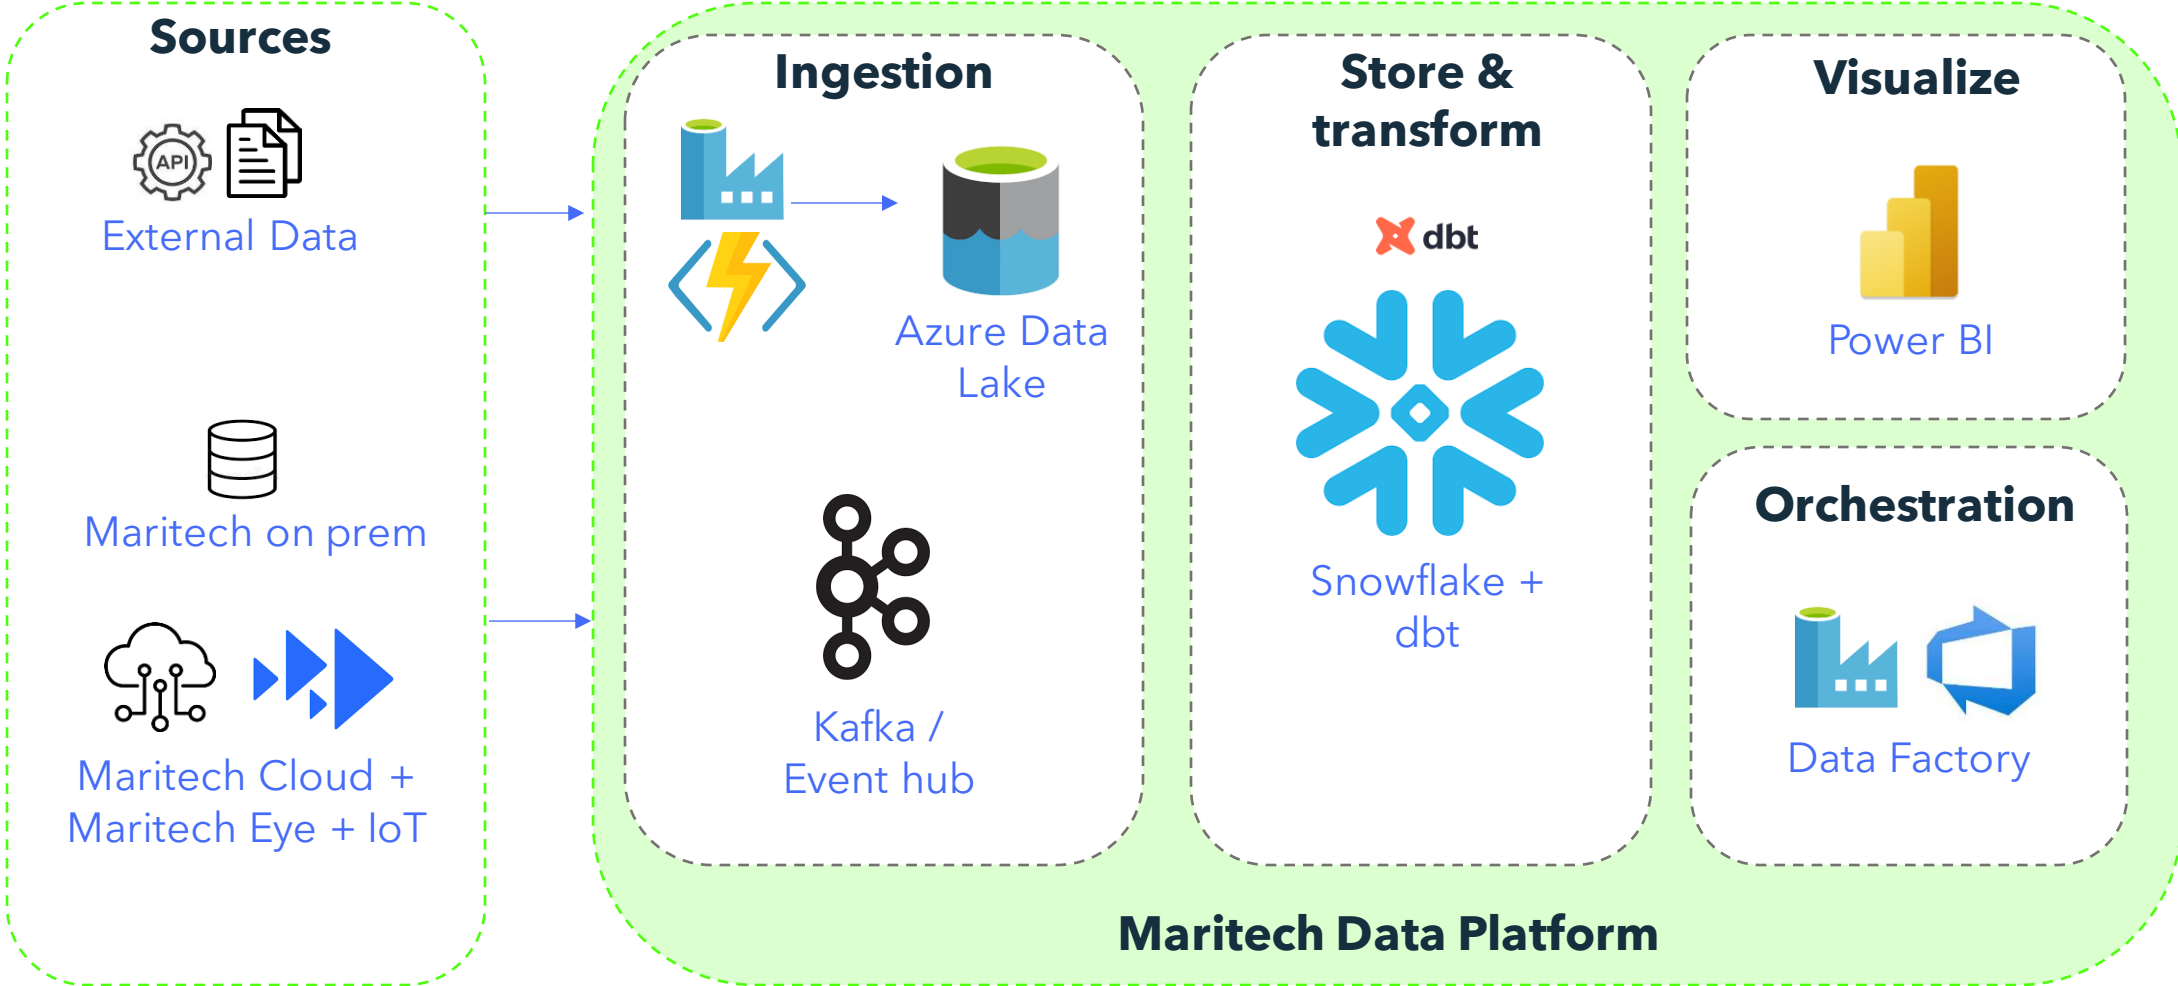 Sources
API
External Data
Maritech on prem
Maritech Cloud +
Maritech Eye + IoT
Ingestion
Azure Data
Lake
Kafka /
Event hub
Store &
transform
dbt
Snowflake +
dbt
Visualize
Power BI
Orchestration
Data Factory
Maritech Data Platform